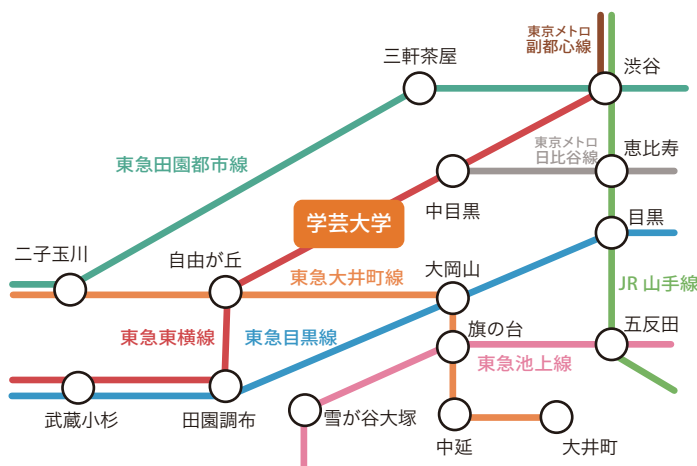 東京メトロ
副都心線
三軒茶屋
渋谷
東急田園都市線
東京メトロ
日比谷線
恵比寿
中目黒
学芸大学
目黒
二子玉川
自由が丘
東急大井町線
大岡山
JR山手線
東急東横線
東急目黒線
旗の台
五反田
東急池上線
武蔵小杉
田園調布
雪が谷大塚
中延
大井町